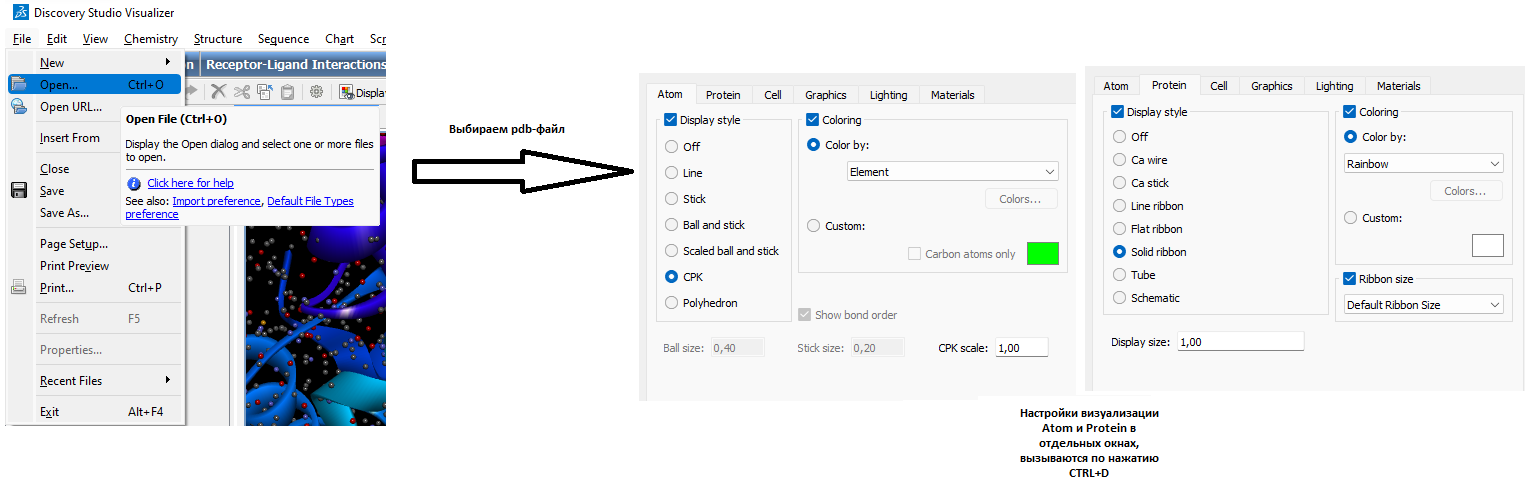 Discovery Studio Visualizer
File Edit View Chemistry Structure Sequence Chart Scr
New
Open... Ctrl+O
Open URL...
Insert From
Close
Save
Save As...
Page Setup...
Print Preview
Print... Ctrl+P
Refresh F5
Properties...
Recent Files
Exit Alt+F4
n Receptor-Ligand Interactions
Display
Open File (Ctrl+O)
Display the Open dialog and select one or more files
to open.
Click here for help
See also: Import preference, Default File Types
preference
Выбираем pdb-файл
Atom Protein Cell Graphics Lighting Materials
Display style
Off
Line
Stick
Ball and stick
Scaled ball and stick
CPK
Polyhedron
Coloring
Color by:
Element
Colors...
Custom:
Carbon atoms only
Show bond order
Ball size: 0,40 Stick size: 0,20 CPK scale: 1,00
Atom Protein Cell Graphics Lighting Materials
Display style
Off
Ca wire
Ca stick
Line ribbon
Flat ribbon
Solid ribbon
Tube
Schematic
Coloring
Color by:
Rainbow
Colors...
Custom:
Ribbon size
Default Ribbon Size
Display size: 1,00
Настройки визуализации
Atom и Protein в
отдельных окнах,
вызываются по нажатию
CTRL+D